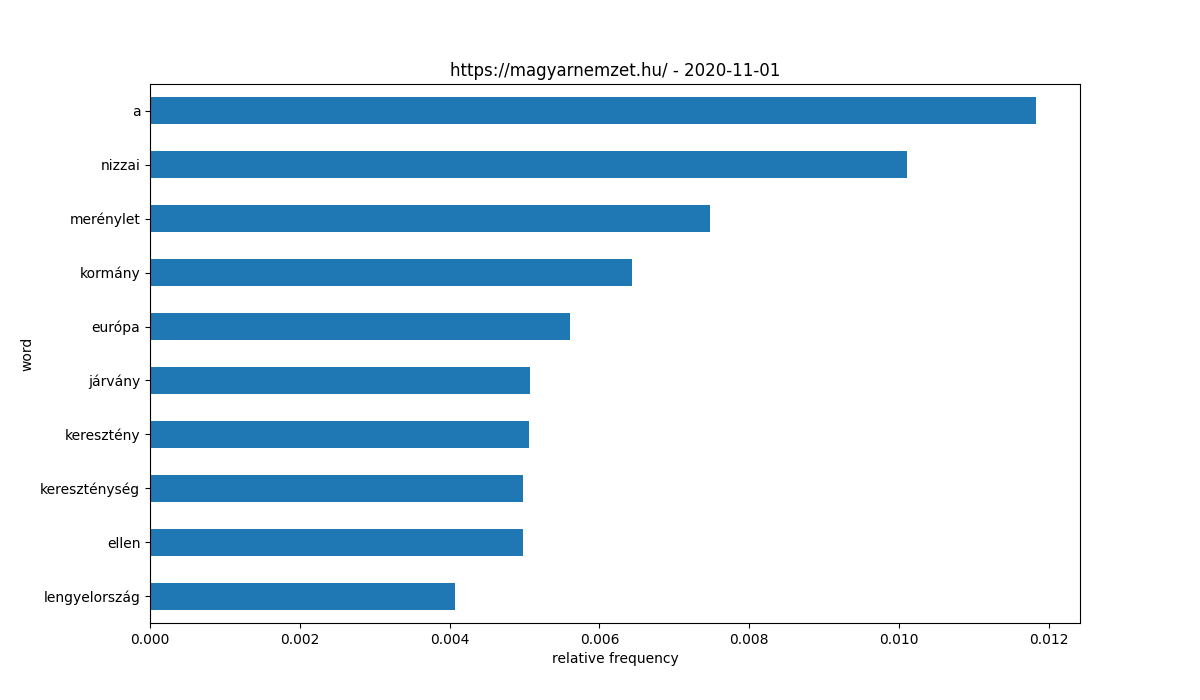 https://magyarnemzet.hu/ - 2020-11-01
a
nizzai
merénylet
kormány
európa
járvány
keresztény
kereszténység
ellen
lengyelország
word
0.000 0.002 0.004 0.006 0.008 0.010 0.012
relative frequency